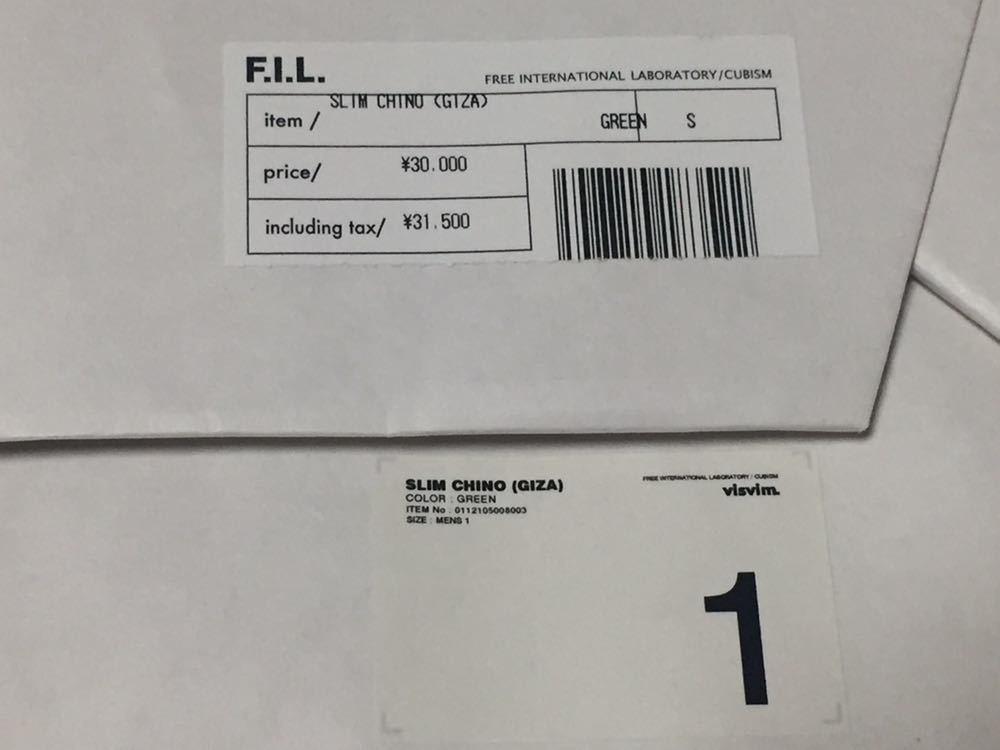 F.I.L.
FREE INTERNATIONAL LABORATORY/CUBISM
SLIM CHINO (GIZA)
item / GREEN S
price/ ¥30.000
including tax/ ¥31.500
SLIM CHINO (GIZA)
COLOR : GREEN
ITEM No : 0112105008003
SIZE : MENS 1
FREE INTERNATIONAL LABORATORY / CUBISM
visvim.
1